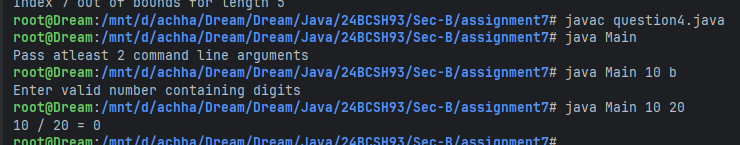 Index 7 out of bounds for length 5
root@Dream:/mnt/d/achha/Dream/Dream/Java/24BCSH93/Sec-B/assignment7# javac question4.java
root@Dream:/mnt/d/achha/Dream/Dream/Java/24BCSH93/Sec-B/assignment7# java Main
Pass atleast 2 command line arguments
root@Dream:/mnt/d/achha/Dream/Dream/Java/24BCSH93/Sec-B/assignment7# java Main 10 b
Enter valid number containing digits
root@Dream:/mnt/d/achha/Dream/Dream/Java/24BCSH93/Sec-B/assignment7# java Main 10 20
10 / 20 = 0
root@Dream:/mnt/d/achha/Dream/Dream/Java/24BCSH93/Sec-B/assignment7#